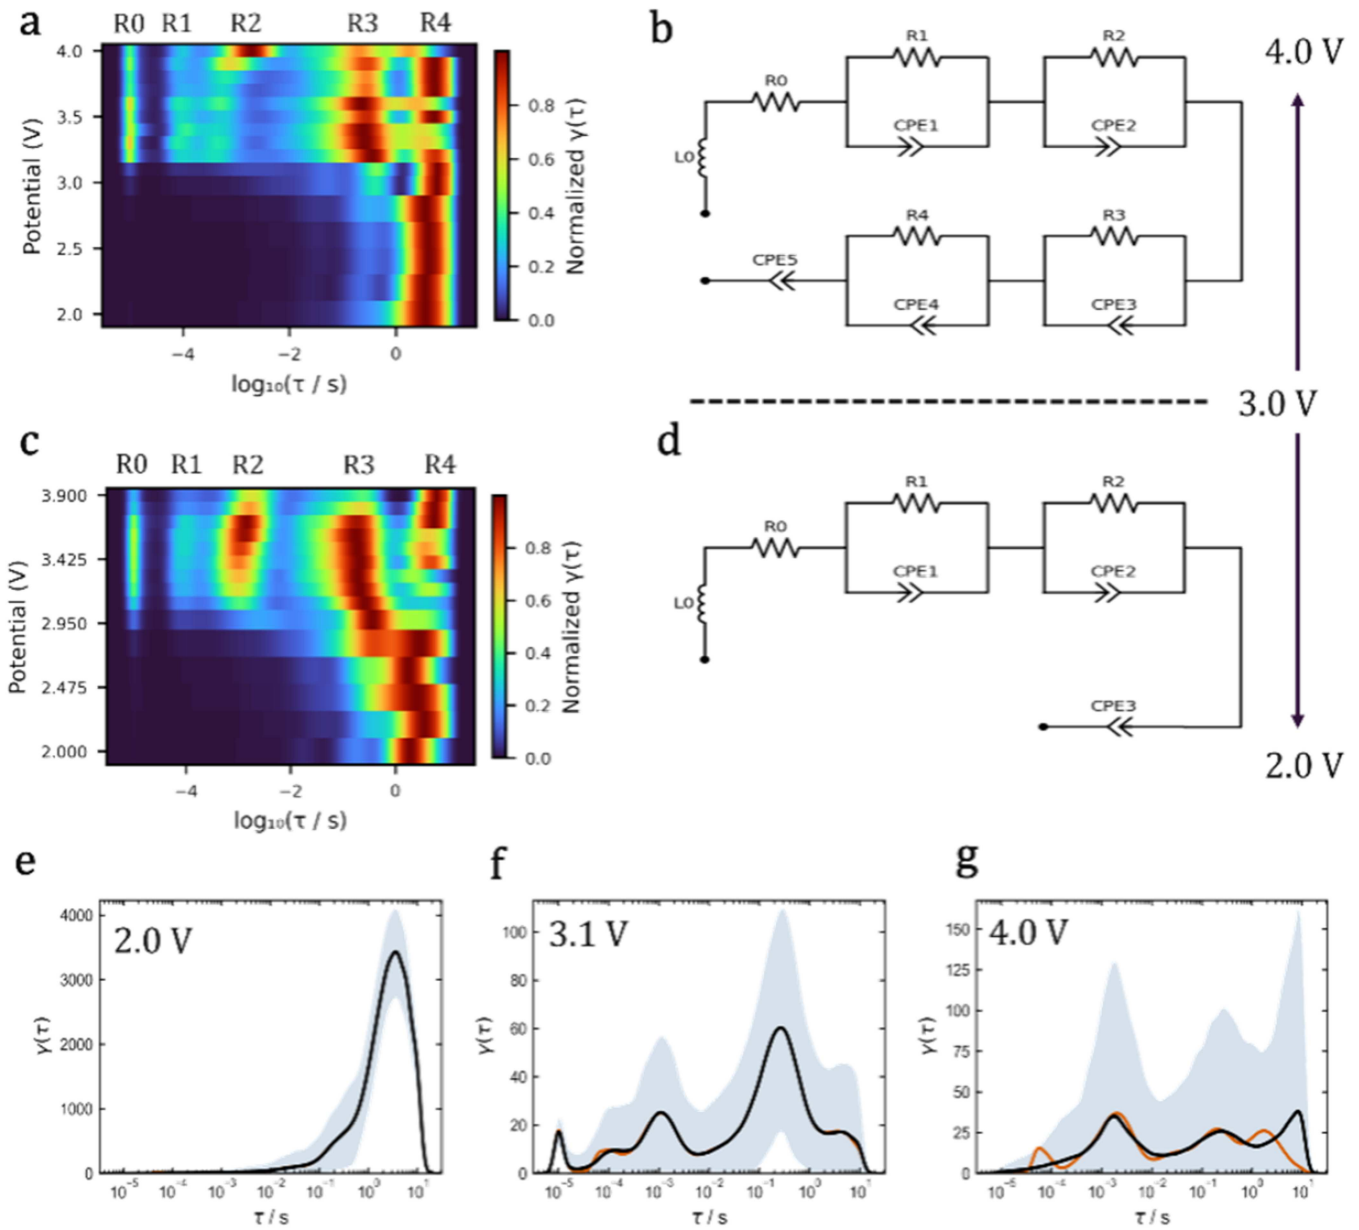 a
R0 R1 R2 R3 R4
4.0
3.5
3.0
2.5
2.0
Potential (V)
−4 −2 0
log₁₀(τ / s)
0.8
0.6
0.4
0.2
0.0
Normalized γ(τ)
b
R1 R2
R0
CPE1 CPE2
L0
R4 R3
CPE5
CPE4 CPE3
4.0 V
3.0 V
2.0 V
c
R0 R1 R2 R3 R4
3.900
3.425
2.950
2.475
2.000
Potential (V)
−4 −2 0
log₁₀(τ / s)
0.8
0.6
0.4
0.2
0.0
Normalized γ(τ)
d
R1 R2
R0
CPE1 CPE2
L0
CPE3
e
2.0 V
4000
3000
2000
1000
0
γ(τ)
10⁻⁵ 10⁻⁴ 10⁻³ 10⁻² 10⁻¹ 10⁰ 10¹
τ / s
f
3.1 V
100
80
60
40
20
0
γ(τ)
10⁻⁵ 10⁻⁴ 10⁻³ 10⁻² 10⁻¹ 10⁰ 10¹
τ / s
g
4.0 V
150
125
100
75
50
25
0
γ(τ)
10⁻⁵ 10⁻⁴ 10⁻³ 10⁻² 10⁻¹ 10⁰ 10¹
τ / s